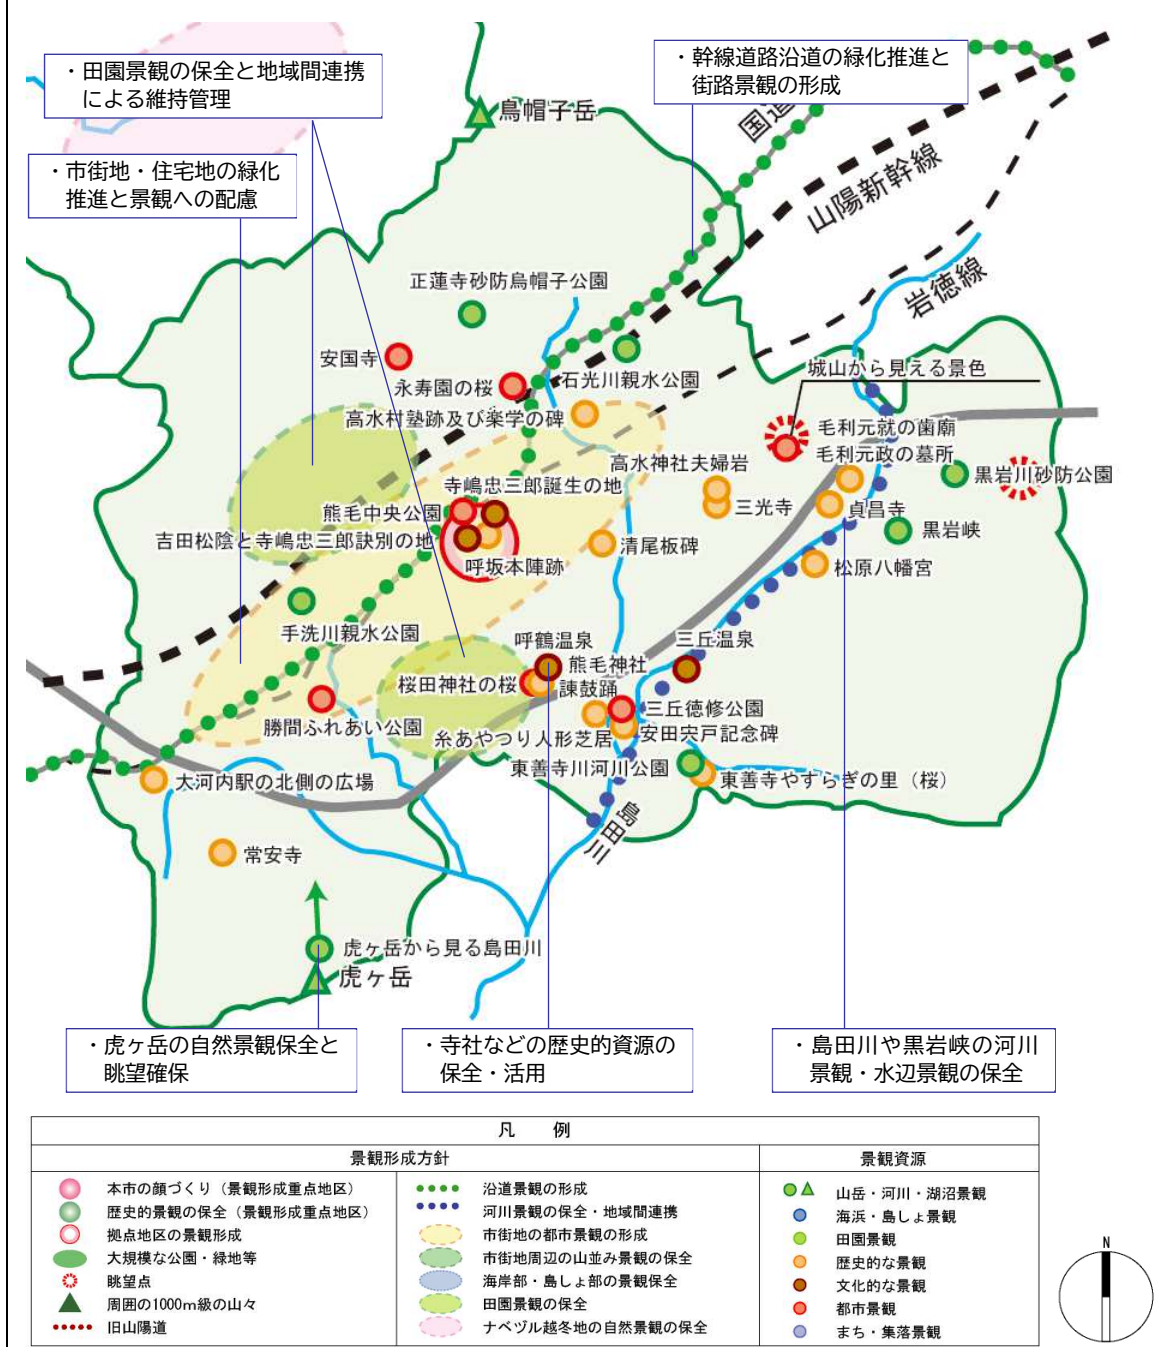 ・田園景観の保全と地域間連携
による維持管理
・幹線道路沿道の緑化推進と
街路景観の形成
・市街地・住宅地の緑化
推進と景観への配慮
烏帽子岳
国道
山陽新幹線
岩徳線
正蓮寺砂防烏帽子公園
安国寺
永寿園の桜
石光川親水公園
城山から見える景色
高水村塾跡及び楽学の碑
毛利元就の歯廟
毛利元政の墓所
高水神社夫婦岩
黒岩川砂防公園
寺嶋忠三郎誕生の地
熊毛中央公園
三光寺
貞昌寺
黒岩峡
吉田松陰と寺嶋忠三郎訣別の地
清尾板碑
呼坂本陣跡
松原八幡宮
手洗川親水公園
呼鶴温泉
三丘温泉
熊毛神社
桜田神社の桜
諌鼓踊
三丘徳修公園
勝間ふれあい公園
糸あやつり人形芝居
安田宍戸記念碑
東善寺川河川公園
大河内駅の北側の広場
東善寺やすらぎの里（桜）
島田川
常安寺
虎ヶ岳から見る島田川
虎ヶ岳
・虎ヶ岳の自然景観保全と
眺望確保
・寺社などの歴史的資源の
保全・活用
・島田川や黒岩峡の河川
景観・水辺景観の保全
凡　例
景観形成方針
景観資源
本市の顔づくり（景観形成重点地区）
歴史的景観の保全（景観形成重点地区）
拠点地区の景観形成
大規模な公園・緑地等
眺望点
周囲の1000m級の山々
旧山陽道
沿道景観の形成
河川景観の保全・地域間連携
市街地の都市景観の形成
市街地周辺の山並み景観の保全
海岸部・島しょ部の景観保全
田園景観の保全
ナベヅル越冬地の自然景観の保全
山岳・河川・湖沼景観
海浜・島しょ景観
田園景観
歴史的な景観
文化的な景観
都市景観
まち・集落景観
N